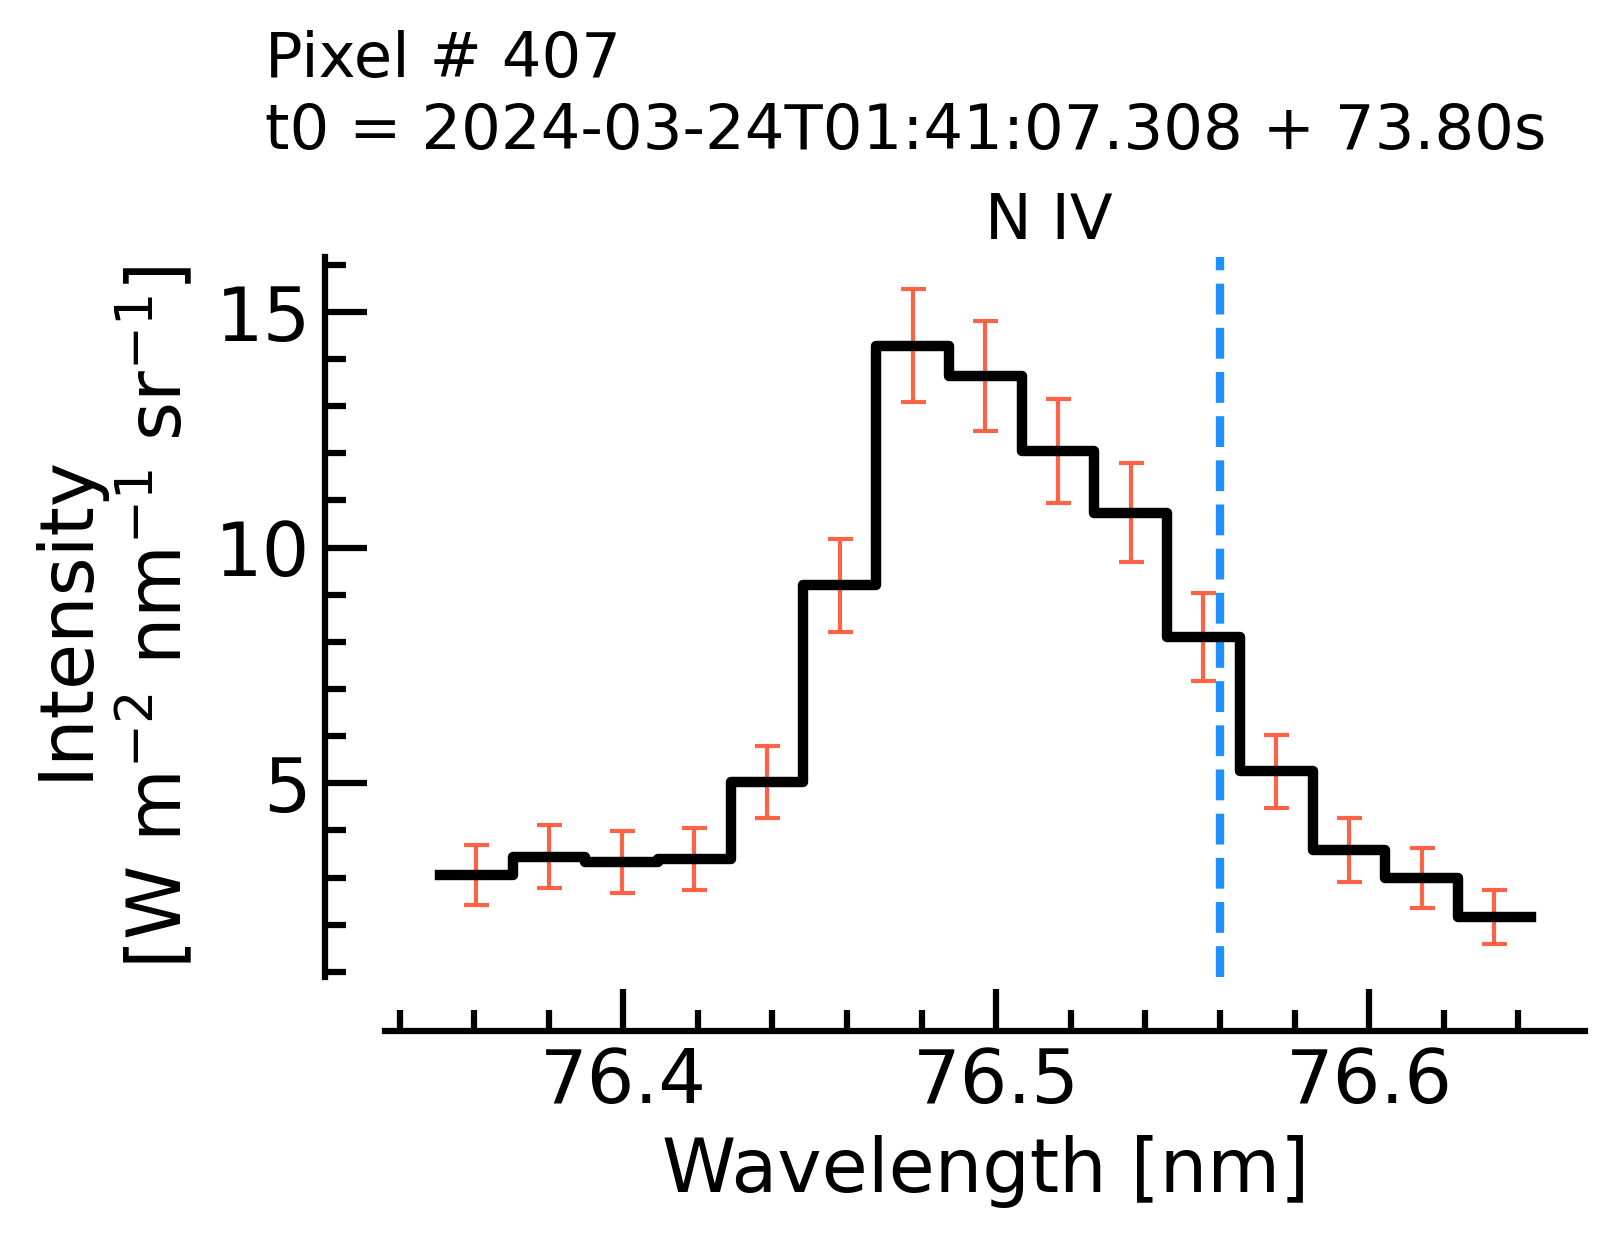 Pixel # 407
t0 = 2024-03-24T01:41:07.308 + 73.80s
N IV
Intensity
[W m⁻² nm⁻¹ sr⁻¹]
15
10
5
76.4 76.5 76.6
Wavelength [nm]